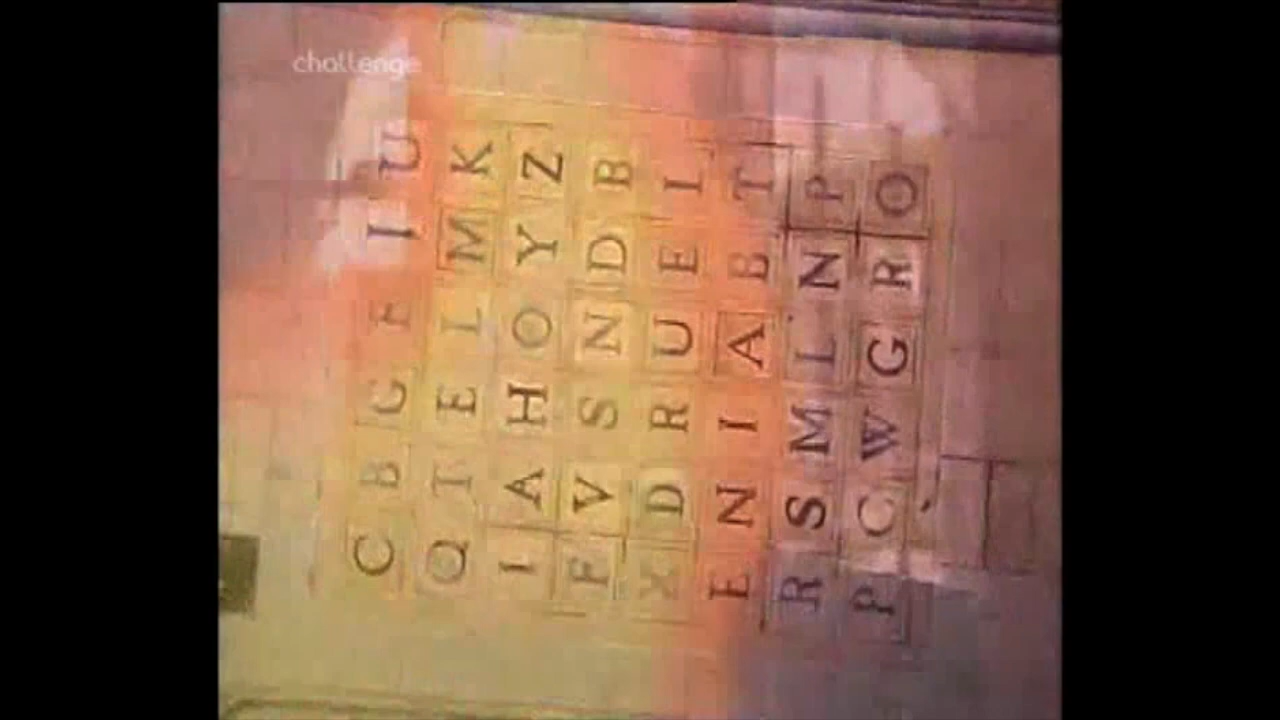 challenge
C B G F I U
Q T E L M K
I A H O Y Z
F V S N D B
X D R U E L
E N I A B T
R S M L N P
P C W G R O